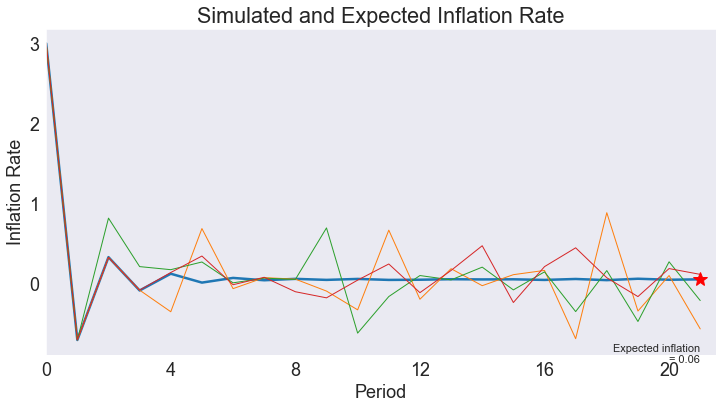 Simulated and Expected Inflation Rate
3
2
1
0
Inflation Rate
Expected inflation
= 0.06
0 4 8 12 16 20
Period